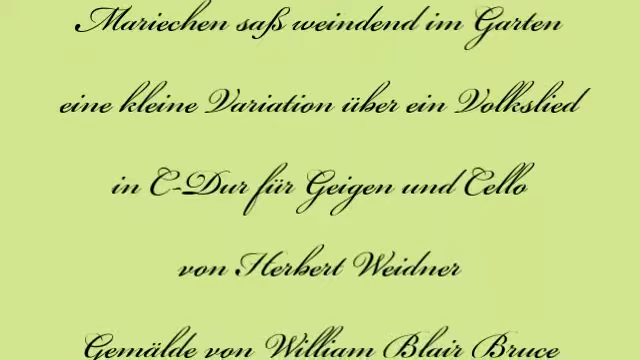 Mariechen saß weindend im Garten
eine kleine Variation über ein Volkslied
in C-Dur für Geigen und Cello
von Herbert Weidner
Gemälde von William Blair Bruce